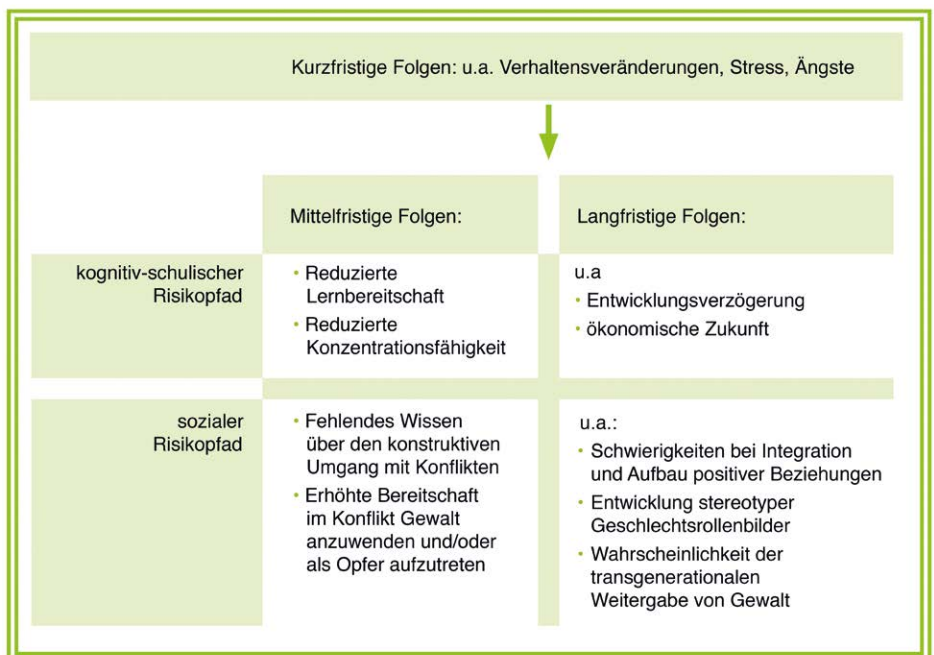 Kurzfristige Folgen: u.a. Verhaltensveränderungen, Stress, Ängste
Mittelfristige Folgen:
Langfristige Folgen:
kognitiv-schulischer
Risikopfad
• Reduzierte
Lernbereitschaft
• Reduzierte
Konzentrationsfähigkeit
u.a
• Entwicklungsverzögerung
• ökonomische Zukunft
sozialer
Risikopfad
• Fehlendes Wissen
über den konstruktiven
Umgang mit Konflikten
• Erhöhte Bereitschaft
im Konflikt Gewalt
anzuwenden und/oder
als Opfer aufzutreten
u.a.:
• Schwierigkeiten bei Integration
und Aufbau positiver Beziehungen
• Entwicklung stereotyper
Geschlechtsrollenbilder
• Wahrscheinlichkeit der
transgenerationalen
Weitergabe von Gewalt